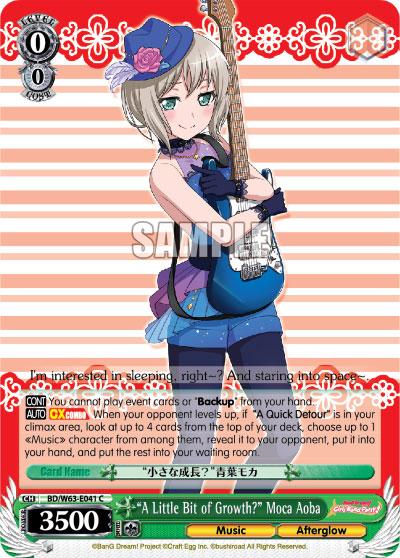 LEVEL
0
0
COST
SAMPLE
I'm interested in sleeping, right~? And staring into space~.
CONT You cannot play event cards or "Backup" from your hand.
AUTO CX COMBO When your opponent levels up, if "A Quick Detour" is in your
climax area, look at up to 4 cards from the top of your deck, choose up to 1
«Music» character from among them, reveal it to your opponent, put it into
your hand, and put the rest into your waiting room.
Card Name
"小さな成長?"青葉モカ
CH
BD/W63-E041 C
"A Little Bit of Growth?" Moca Aoba
POWER
3500
Music
Afterglow
©BanG Dream! Project ©Craft Egg Inc. ©bushiroad All Rights Reserved.